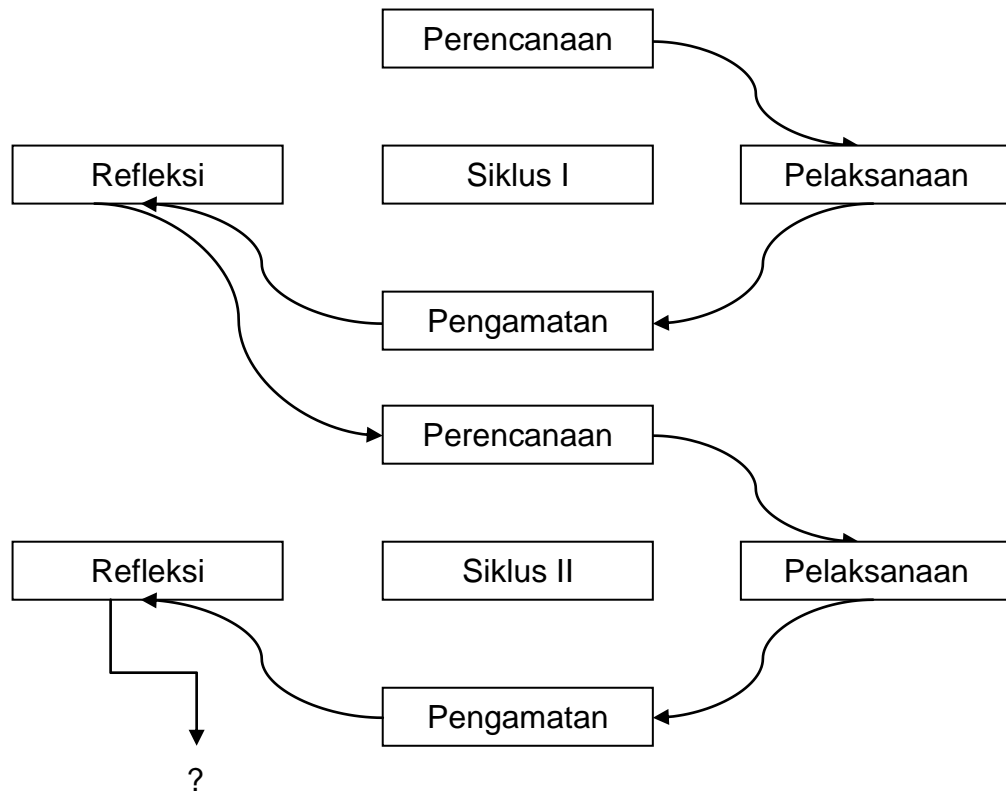 Perencanaan
Refleksi
Siklus I
Pelaksanaan
Pengamatan
Perencanaan
Refleksi
Siklus II
Pelaksanaan
Pengamatan
?